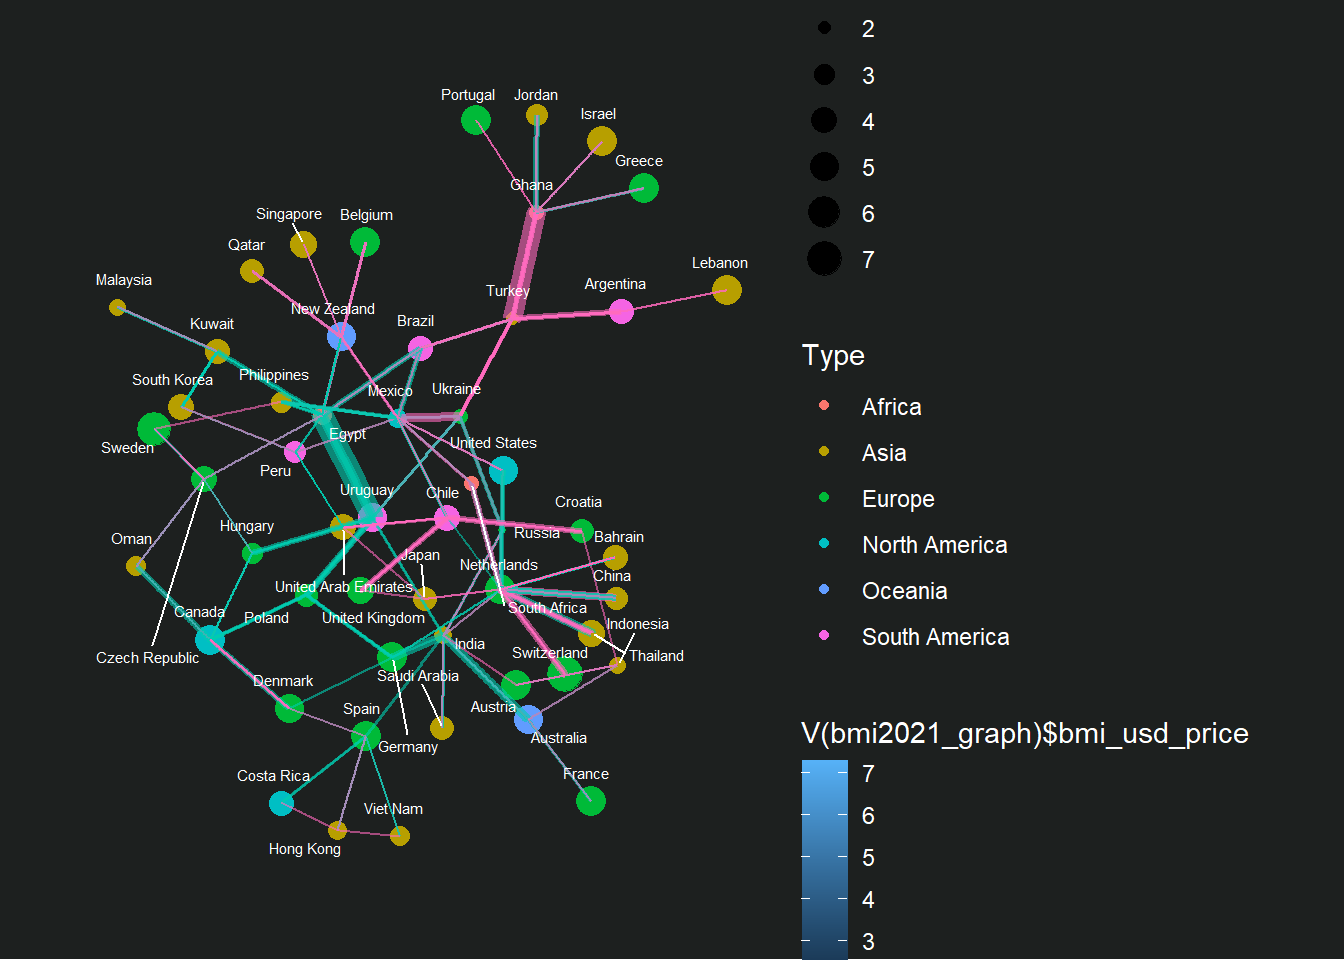 Portugal
Jordan
Israel
Greece
Ghana
Singapore
Belgium
Qatar
Lebanon
Malaysia
Turkey
Argentina
New Zealand
Kuwait
Brazil
South Korea
Philippines
Mexico
Ukraine
Sweden
Egypt
United States
Peru
Uruguay
Chile
Croatia
Hungary
Russia
Bahrain
Oman
Japan
Netherlands
China
United Arab Emirates
South Africa
Canada
Poland
United Kingdom
Indonesia
India
Switzerland
Thailand
Czech Republic
Saudi Arabia
Denmark
Spain
Austria
Australia
Germany
Costa Rica
France
Viet Nam
Hong Kong
2
3
4
5
6
7
Type
Africa
Asia
Europe
North America
Oceania
South America
V(bmi2021_graph)$bmi_usd_price
7
6
5
4
3